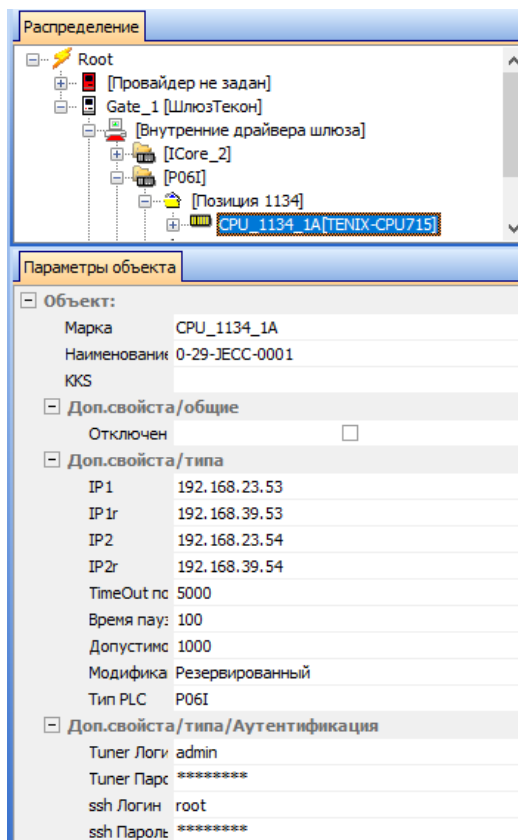 Распределение
Root
[Провайдер не задан]
Gate_1 [ШлюзТекон]
[Внутренние драйвера шлюза]
[ICore_2]
[P06I]
[Позиция 1134]
CPU_1134_1A[TENIX-CPU715]
Параметры объекта
Объект:
Марка CPU_1134_1A
Наименование 0-29-JECC-0001
KKS
Доп.свойста/общие
Отключен
Доп.свойста/типа
IP1 192.168.23.53
IP1r 192.168.39.53
IP2 192.168.23.54
IP2r 192.168.39.54
TimeOut по 5000
Время пауз 100
Допустимо 1000
Модифика Резервированный
Тип PLC P06I
Доп.свойста/типа/Аутентификация
Tuner Логи admin
Tuner Паро ********
ssh Логин root
ssh Пароль ********